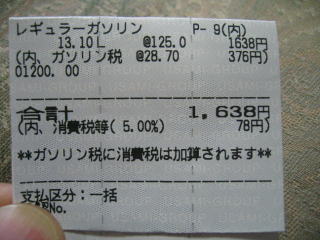 レギュラーガソリン P- 9(内)
13.10L @125.0 1638円
(内、ガソリン税 @28.70 376円)
01200. 00
合計 1,638円
(内、消費税等( 5.00%) 78円)
**ガソリン税に消費税は加算されます**
支払区分:一括
No.